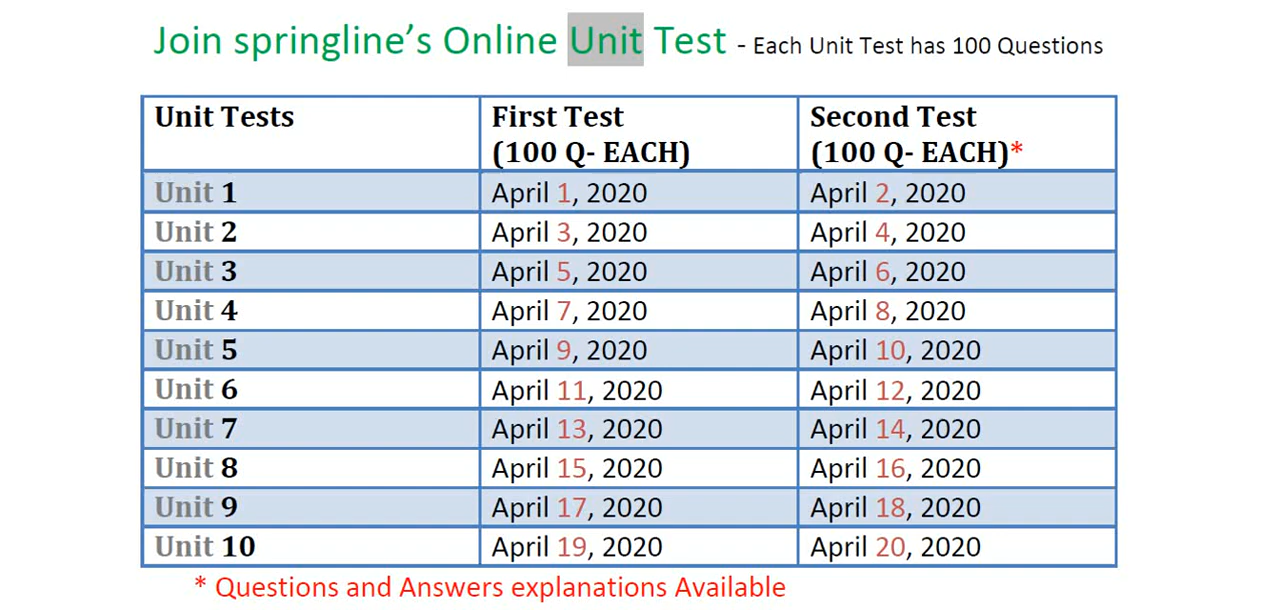 Join springline’s Online Unit Test - Each Unit Test has 100 Questions
Unit Tests First Test Second Test
(100 Q- EACH) (100 Q- EACH)*
Unit 1 April 1, 2020 April 2, 2020
Unit 2 April 3, 2020 April 4, 2020
Unit 3 April 5, 2020 April 6, 2020
Unit 4 April 7, 2020 April 8, 2020
Unit 5 April 9, 2020 April 10, 2020
Unit 6 April 11, 2020 April 12, 2020
Unit 7 April 13, 2020 April 14, 2020
Unit 8 April 15, 2020 April 16, 2020
Unit 9 April 17, 2020 April 18, 2020
Unit 10 April 19, 2020 April 20, 2020
* Questions and Answers explanations Available